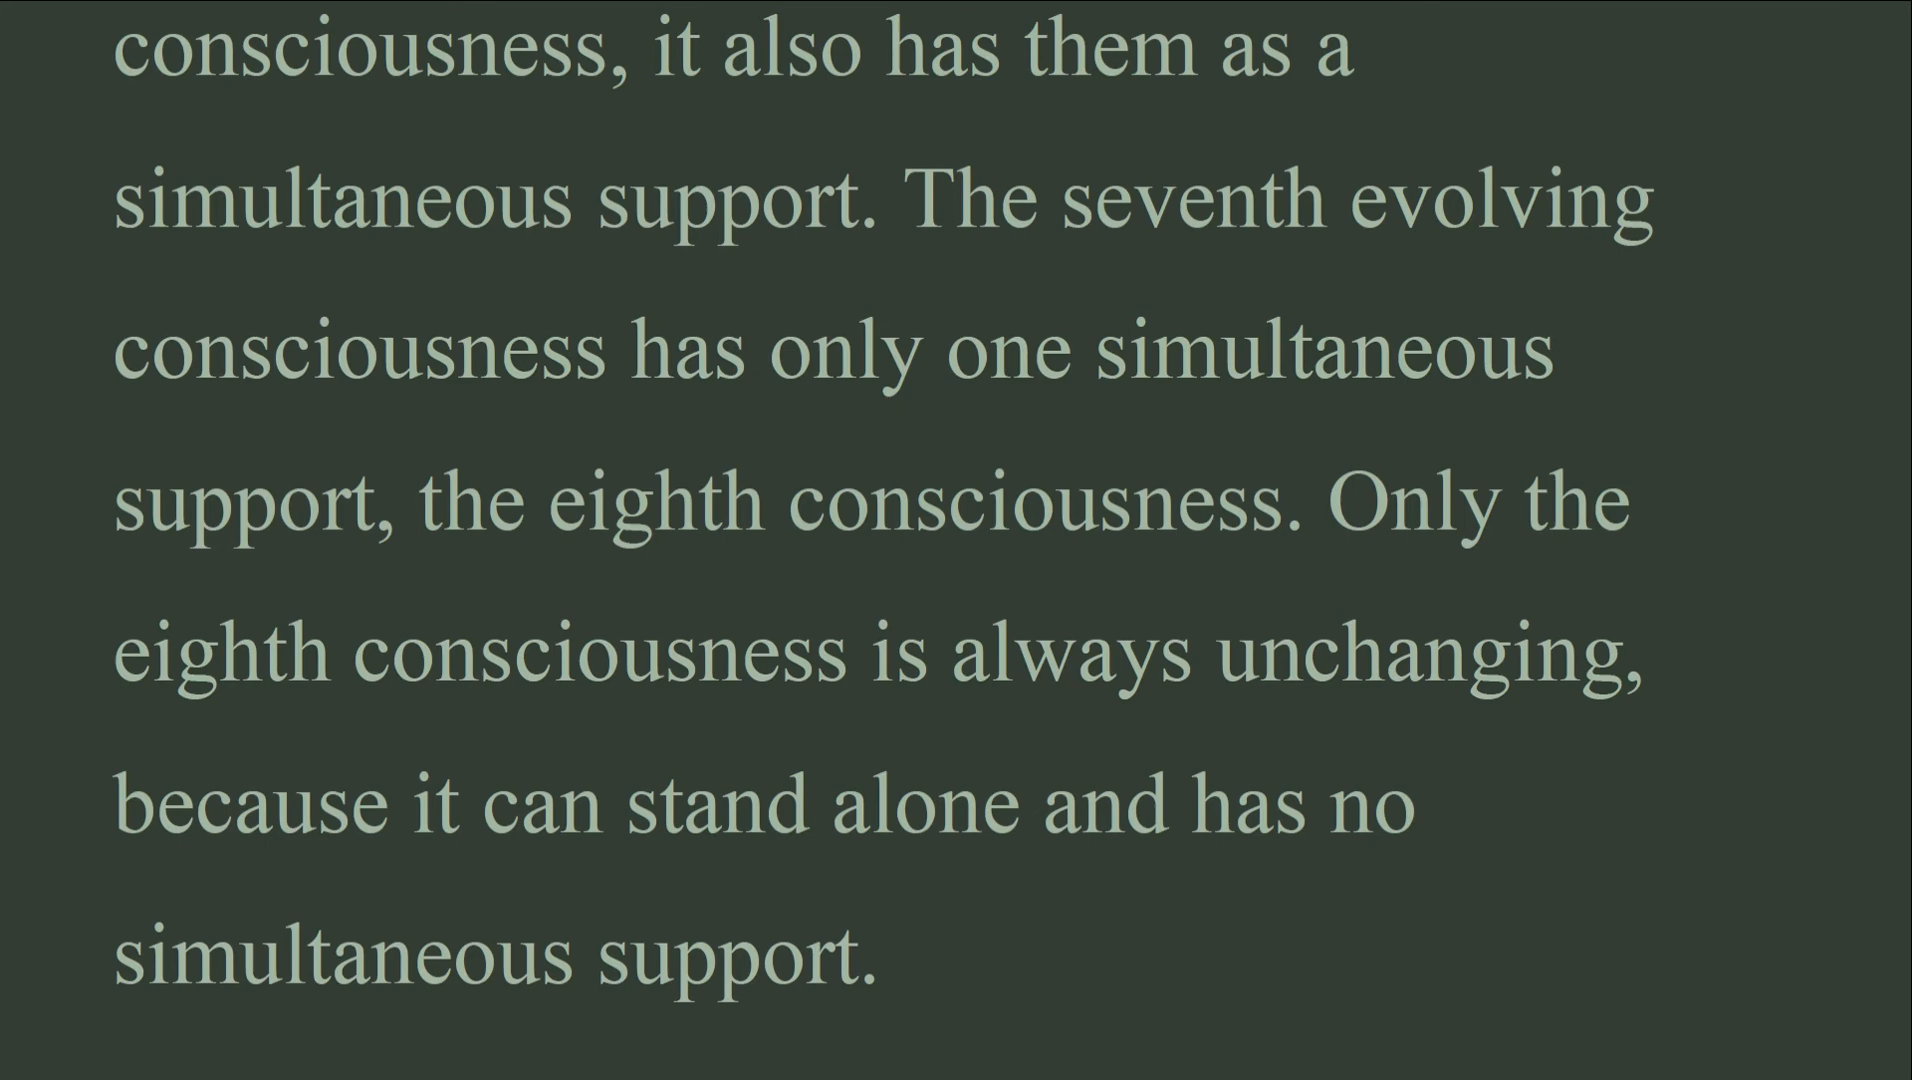 consciousness, it also has them as a
simultaneous support. The seventh evolving
consciousness has only one simultaneous
support, the eighth consciousness. Only the
eighth consciousness is always unchanging,
because it can stand alone and has no
simultaneous support.